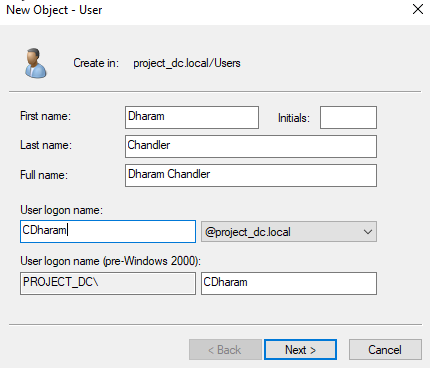 New Object - User
Create in: project_dc.local/Users
First name: Dharam Initials:
Last name: Chandler
Full name: Dharam Chandler
User logon name:
CDharam @project_dc.local
User logon name (pre-Windows 2000):
PROJECT_DC\ CDharam
< Back Next > Cancel